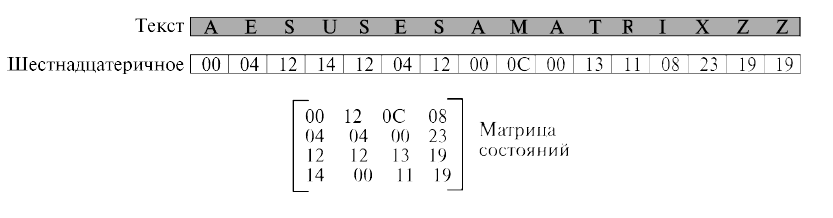 Текст A E S U S E S A M A T R I X Z Z
Шестнадцатеричное 00 04 12 14 12 04 12 00 0C 00 13 11 08 23 19 19
00 12 0C 08
04 04 00 23
12 12 13 19
14 00 11 19
Матрица
состояний